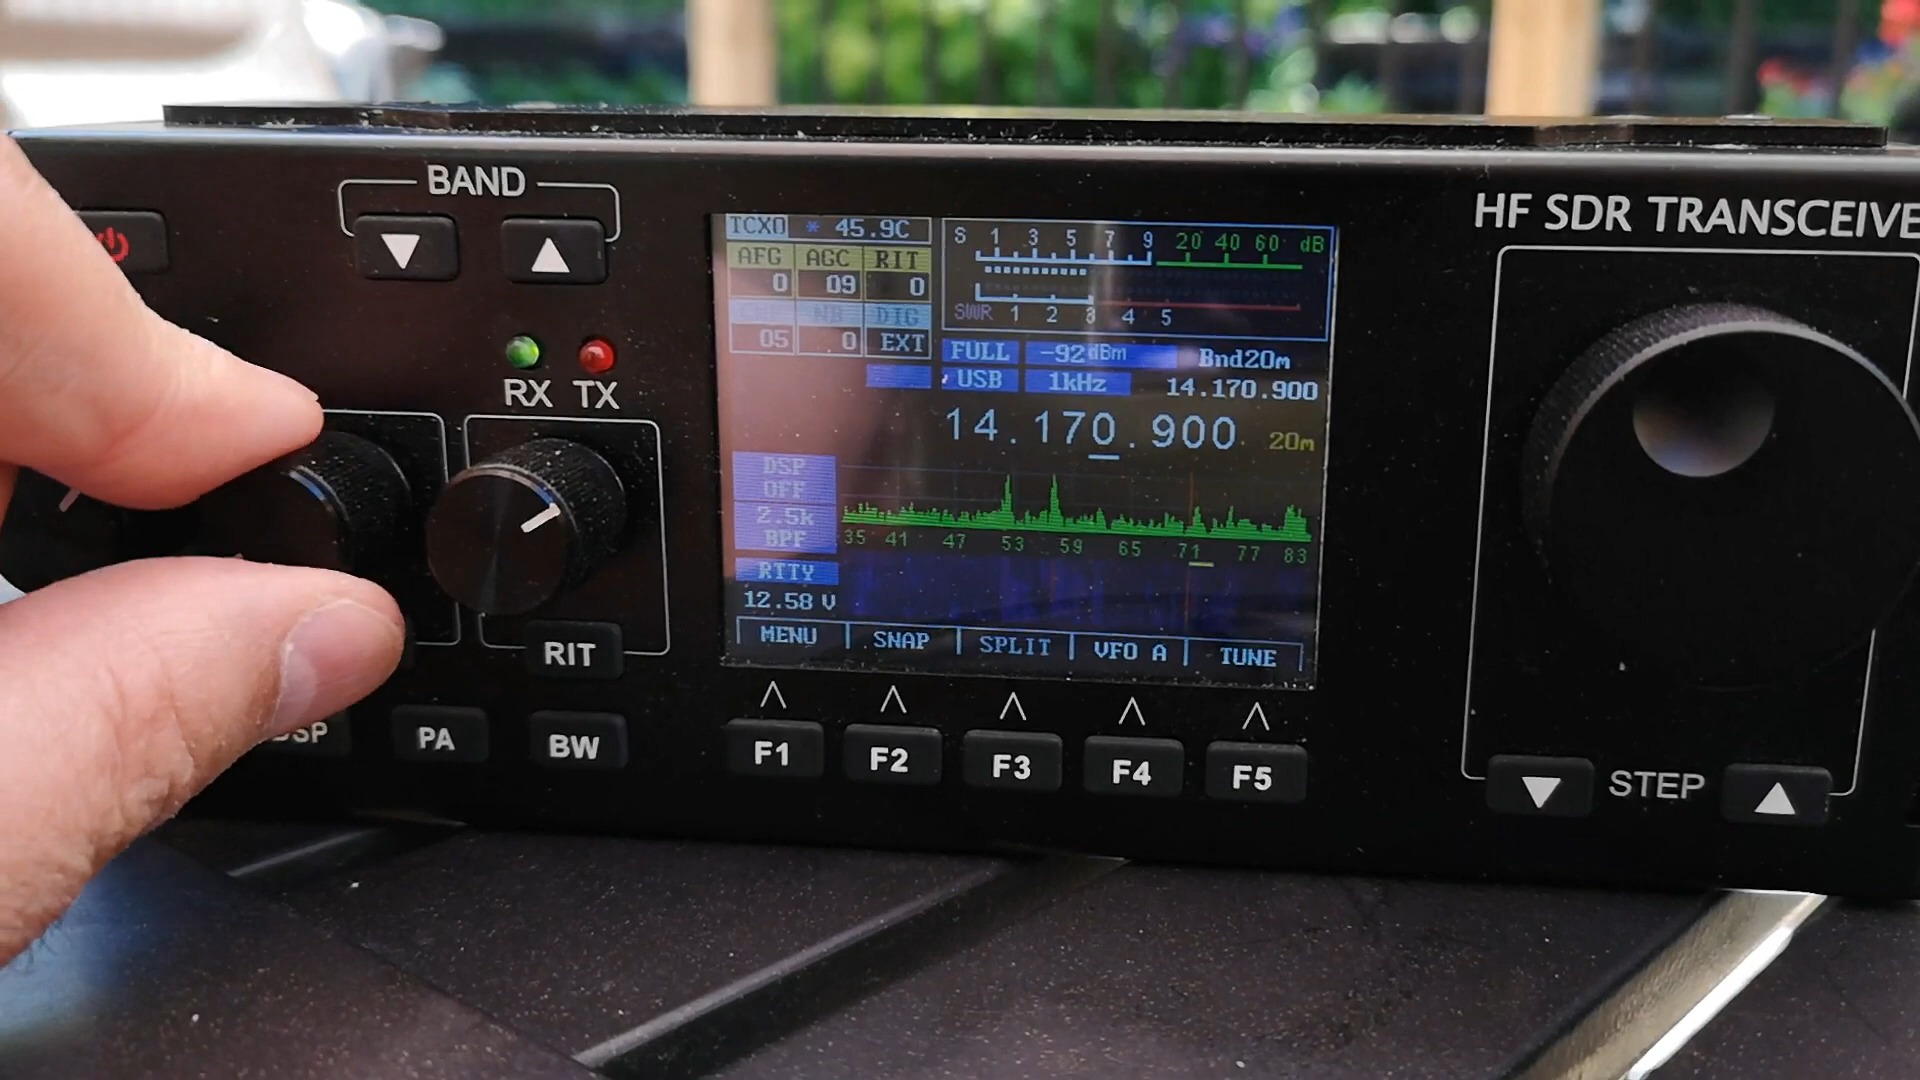 BAND
HF SDR TRANSCEIVE
RX TX
TCXO * 45.9C
AFG AGC RIT
0 09 0
NB DIG
05 0 EXT
S 1 3 5 7 9 20 40 60 dB
SWR 1 2 3 4 5
FULL -92dBm Bnd20m
USB 1kHz 14.170.900
14.170.900 20m
DSP
OFF
2.5k
BPF
35 41 47 53 59 65 71 77 83
RTTY
12.58 V
MENU SNAP SPLIT VFO A TUNE
RIT
DSP PA BW
F1 F2 F3 F4 F5
STEP